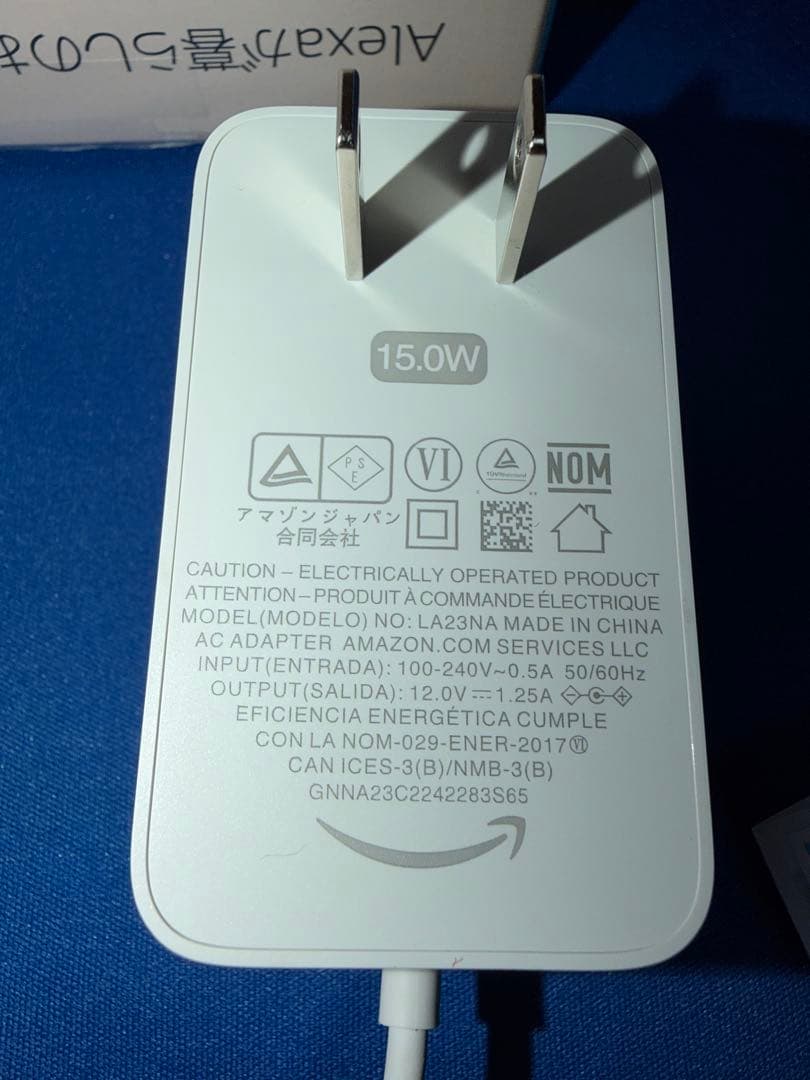 Alexaが暮らしのお
15.0W
PSE VI TÜVRheinland NOM
アマゾンジャパン
合同会社
CAUTION – ELECTRICALLY OPERATED PRODUCT
ATTENTION – PRODUIT À COMMANDE ÉLECTRIQUE
MODEL(MODELO) NO: LA23NA MADE IN CHINA
AC ADAPTER AMAZON.COM SERVICES LLC
INPUT(ENTRADA): 100-240V~0.5A 50/60Hz
OUTPUT(SALIDA): 12.0V⎓1.25A
EFICIENCIA ENERGÉTICA CUMPLE
CON LA NOM-029-ENER-2017 VI
CAN ICES-3(B)/NMB-3(B)
GNNA23C2242283S65